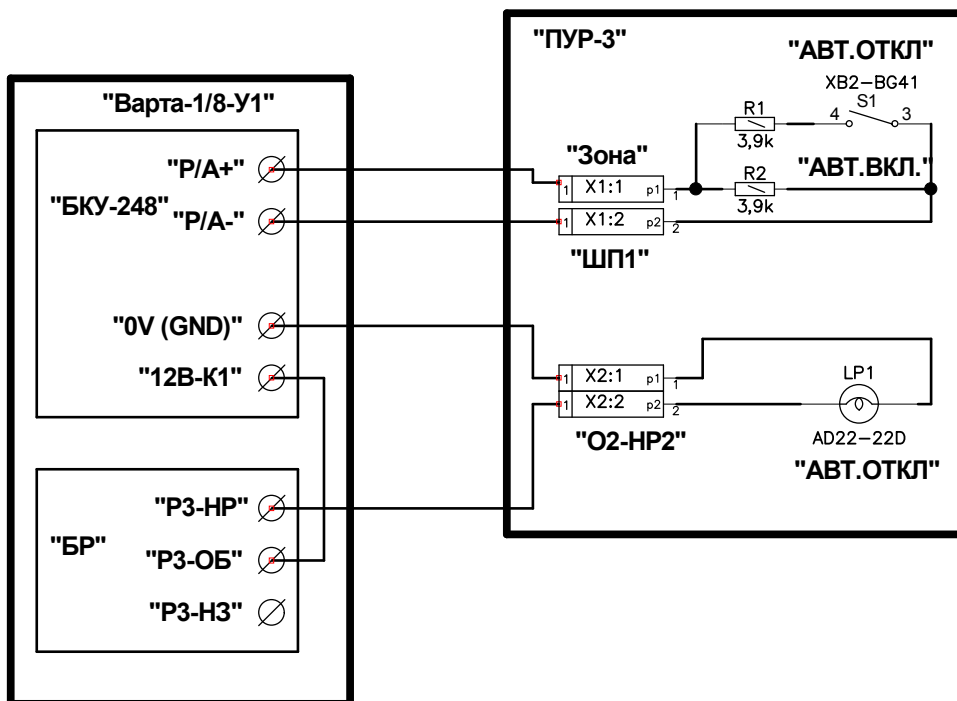 "ПУР-3"
"АВТ.ОТКЛ"
XB2-BG41
S1
4
3
R1
3,9k
"АВТ.ВКЛ."
R2
3,9k
"Зона"
1 X1:1 p1 1
1 X1:2 p2 2
"ШП1"
1 X2:1 p1 1
1 X2:2 p2 2
"О2-НР2"
LP1
AD22-22D
"АВТ.ОТКЛ"
"Варта-1/8-У1"
"Р/А+"
"БКУ-248"
"Р/А-"
"0V (GND)"
"12В-К1"
"Р3-НР"
"БР"
"Р3-ОБ"
"Р3-НЗ"